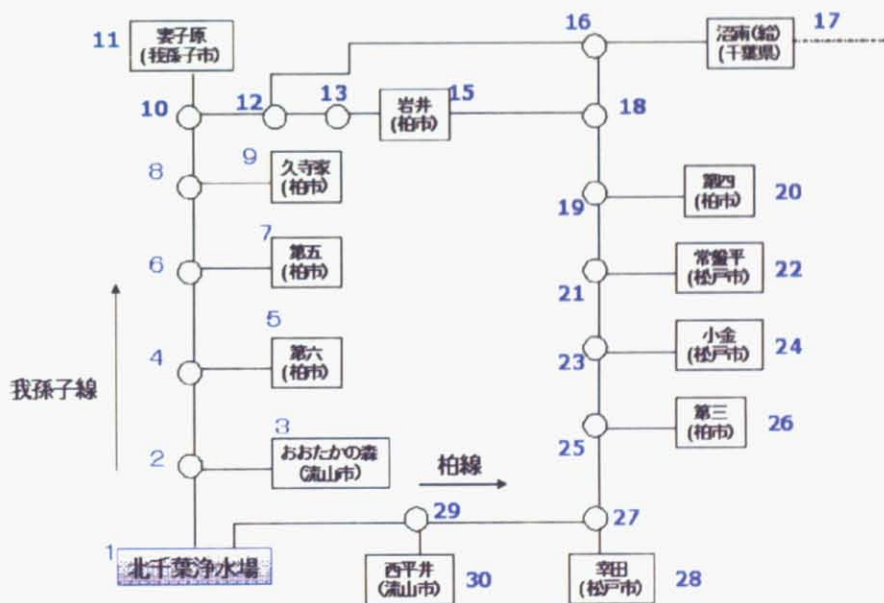 11
妻子原
(我孫子市)
16
沼南(給)
(千葉県)
17
10
12
13
岩井
(柏市)
15
18
8
9
久寺家
(柏市)
19
第四
(柏市)
20
6
7
第五
(柏市)
21
常盤平
(松戸市)
22
4
5
第六
(柏市)
23
小金
(松戸市)
24
我孫子線
2
3
おおたかの森
(流山市)
25
第三
(柏市)
26
柏線
29
27
1
北千葉浄水場
西平井
(流山市)
30
幸田
(松戸市)
28